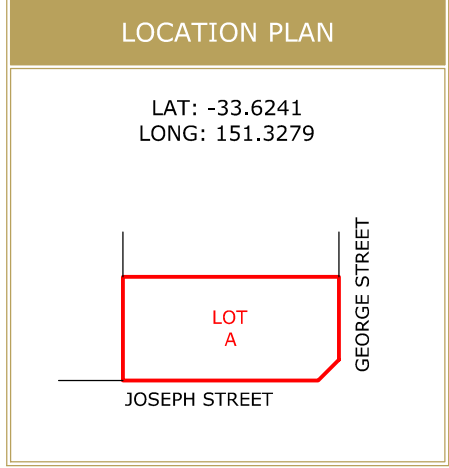 LOCATION PLAN
LAT: -33.6241
LONG: 151.3279
GEORGE STREET
LOT
A
JOSEPH STREET